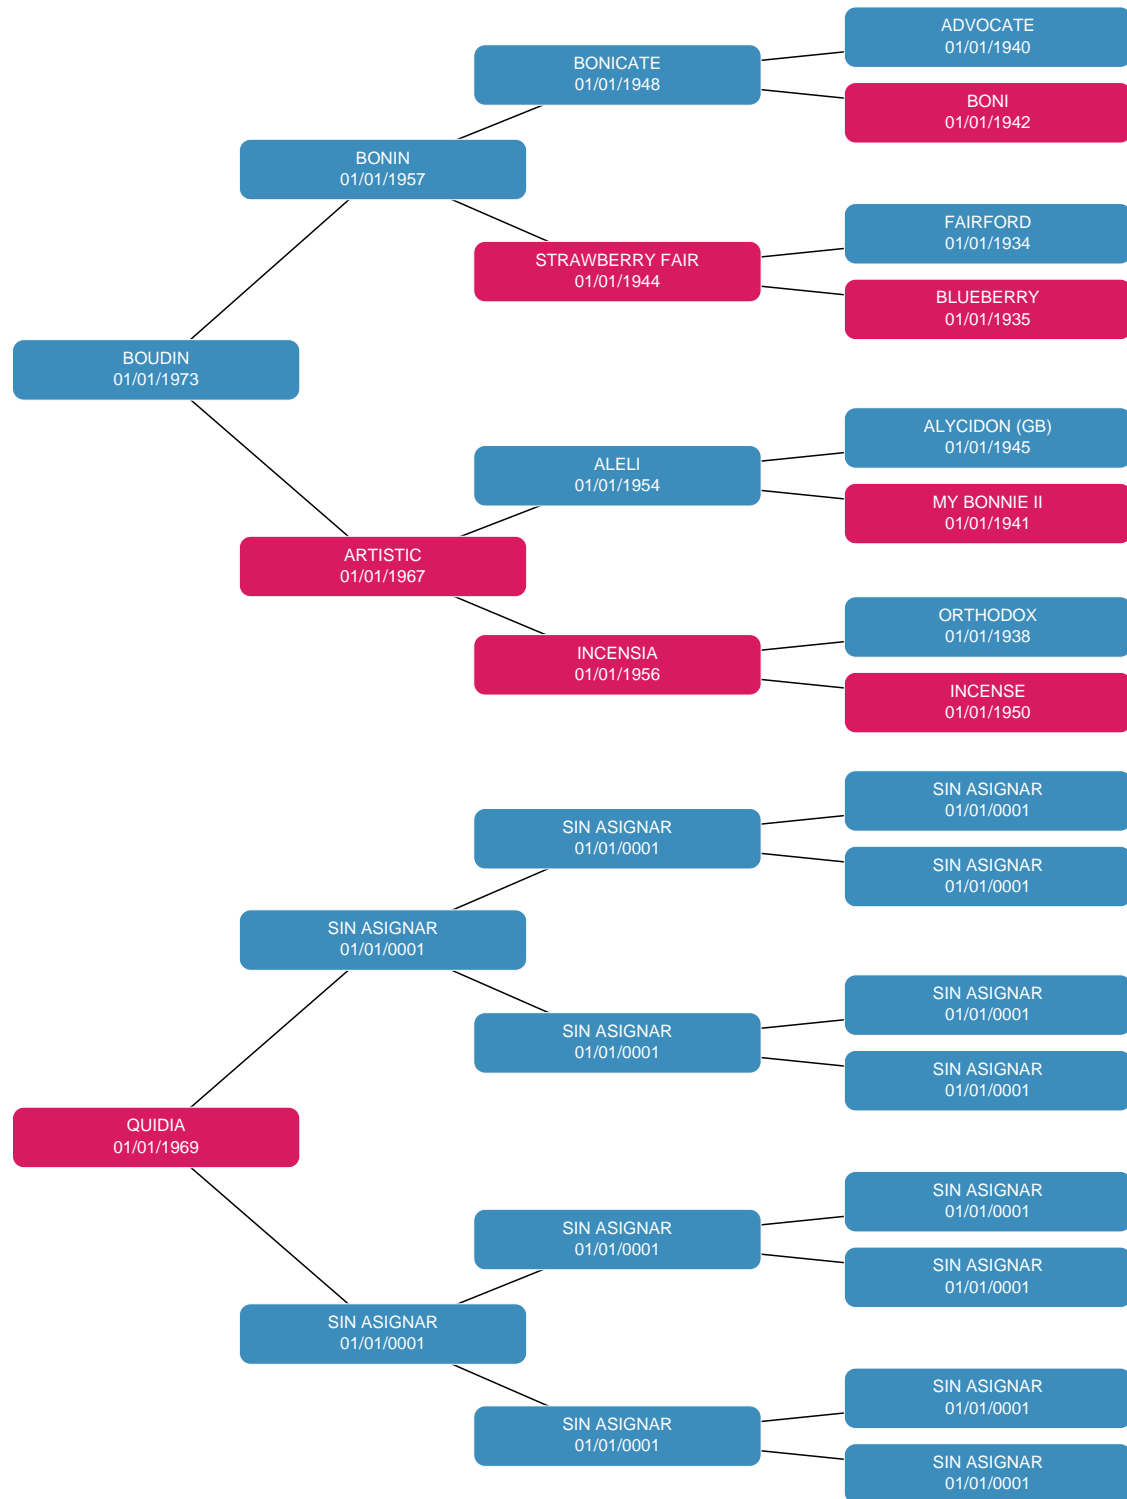 ADVOCATE
01/01/1940
BONICATE
01/01/1948
BONI
01/01/1942
BONIN
01/01/1957
FAIRFORD
01/01/1934
STRAWBERRY FAIR
01/01/1944
BLUEBERRY
01/01/1935
BOUDIN
01/01/1973
ALYCIDON (GB)
01/01/1945
ALELI
01/01/1954
MY BONNIE II
01/01/1941
ARTISTIC
01/01/1967
ORTHODOX
01/01/1938
INCENSIA
01/01/1956
INCENSE
01/01/1950
SIN ASIGNAR
01/01/0001
SIN ASIGNAR
01/01/0001
SIN ASIGNAR
01/01/0001
SIN ASIGNAR
01/01/0001
SIN ASIGNAR
01/01/0001
SIN ASIGNAR
01/01/0001
SIN ASIGNAR
01/01/0001
QUIDIA
01/01/1969
SIN ASIGNAR
01/01/0001
SIN ASIGNAR
01/01/0001
SIN ASIGNAR
01/01/0001
SIN ASIGNAR
01/01/0001
SIN ASIGNAR
01/01/0001
SIN ASIGNAR
01/01/0001
SIN ASIGNAR
01/01/0001